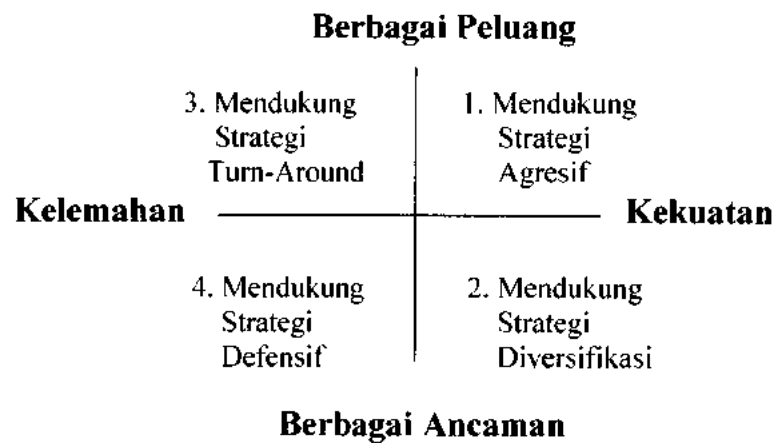 Berbagai Peluang
3. Mendukung
Strategi
Turn-Around
1. Mendukung
Strategi
Agresif
Kelemahan
Kekuatan
4. Mendukung
Strategi
Defensif
2. Mendukung
Strategi
Diversifikasi
Berbagai Ancaman